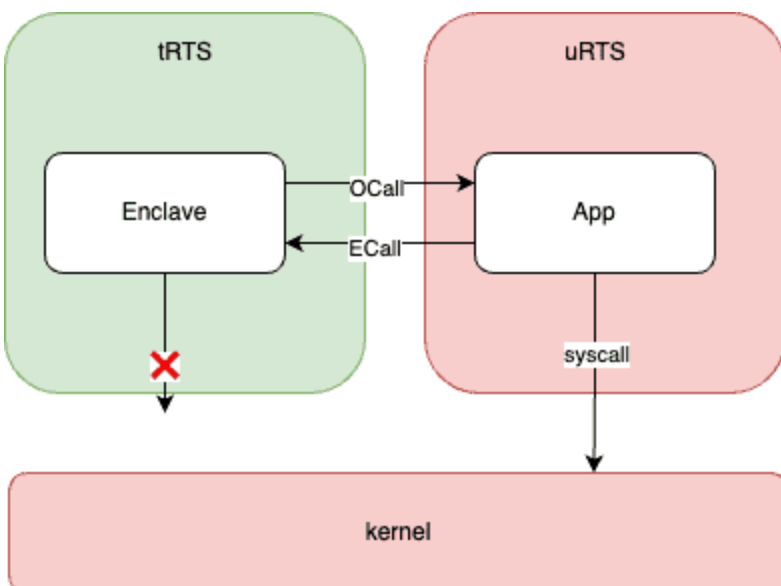 tRTS
uRTS
Enclave
OCall
ECall
App
syscall
kernel